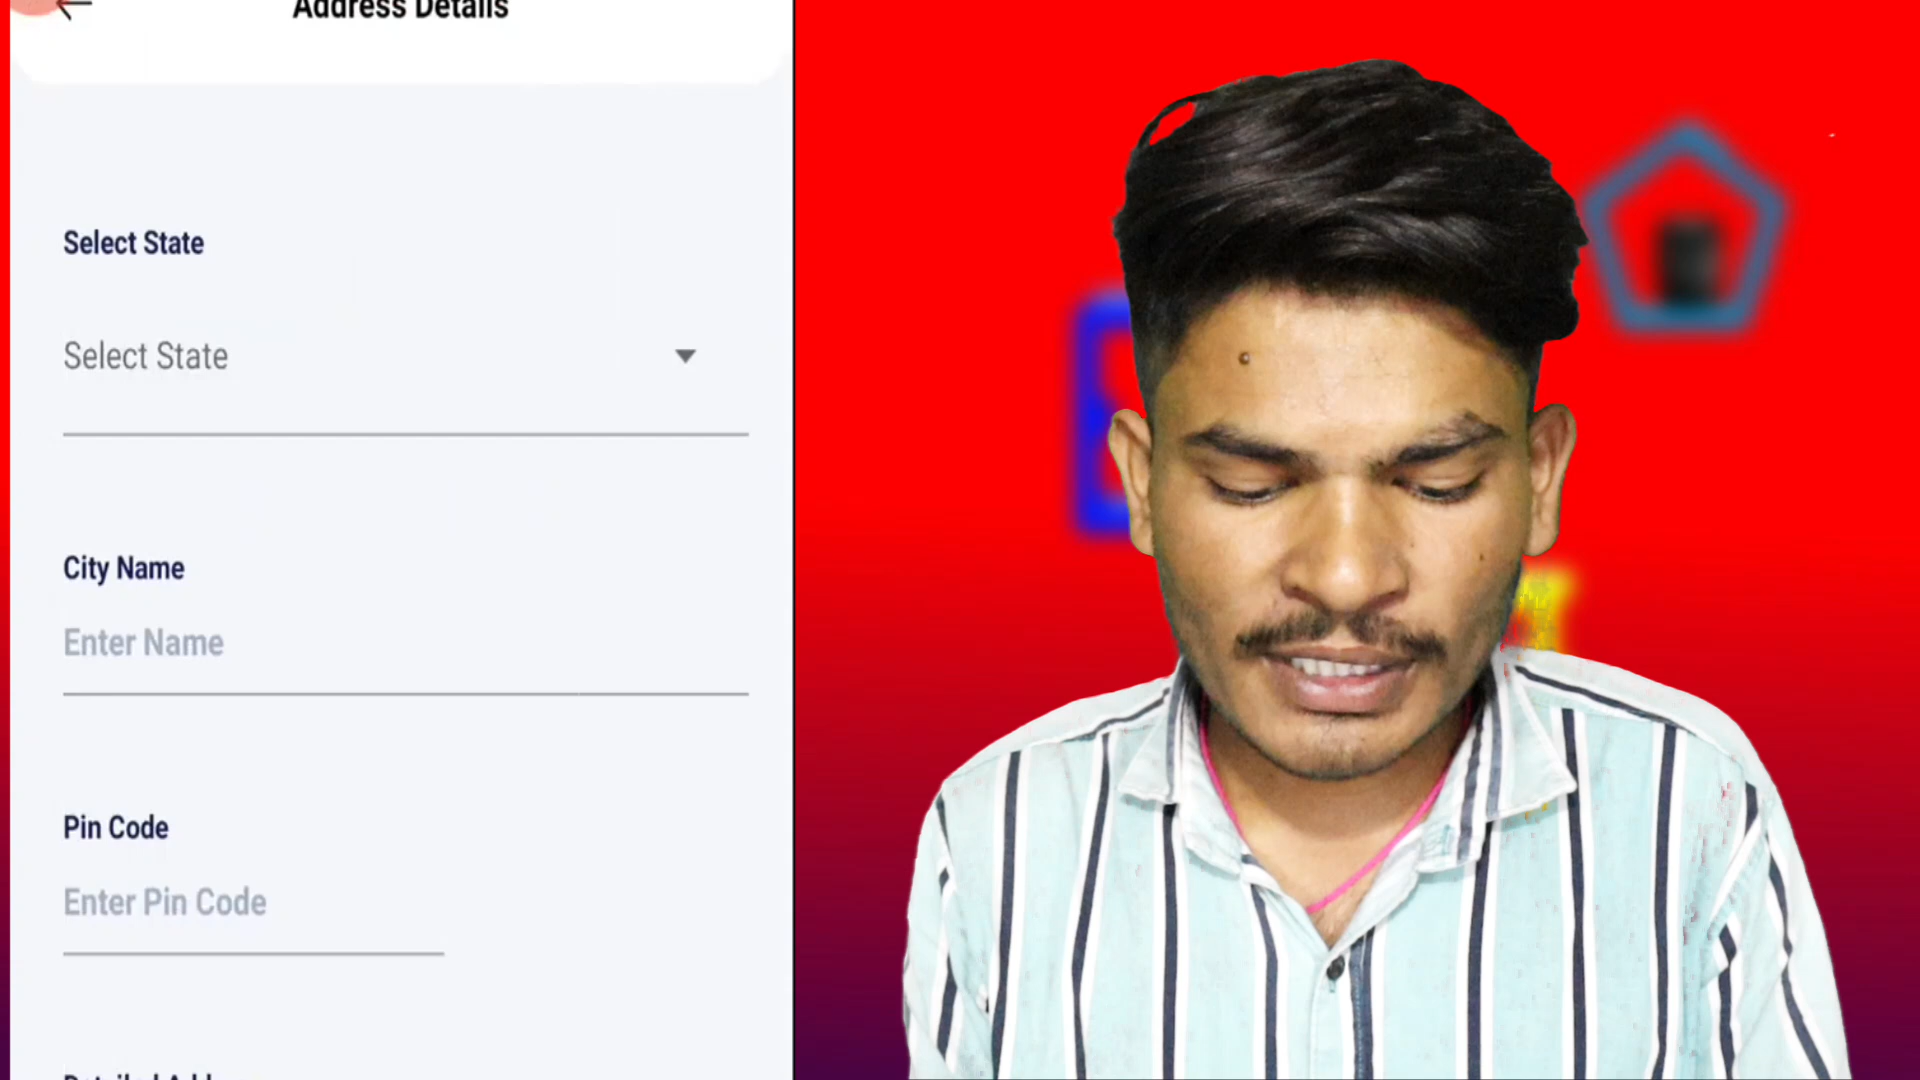 Address Details
Select State
Select State
City Name
Enter Name
Pin Code
Enter Pin Code